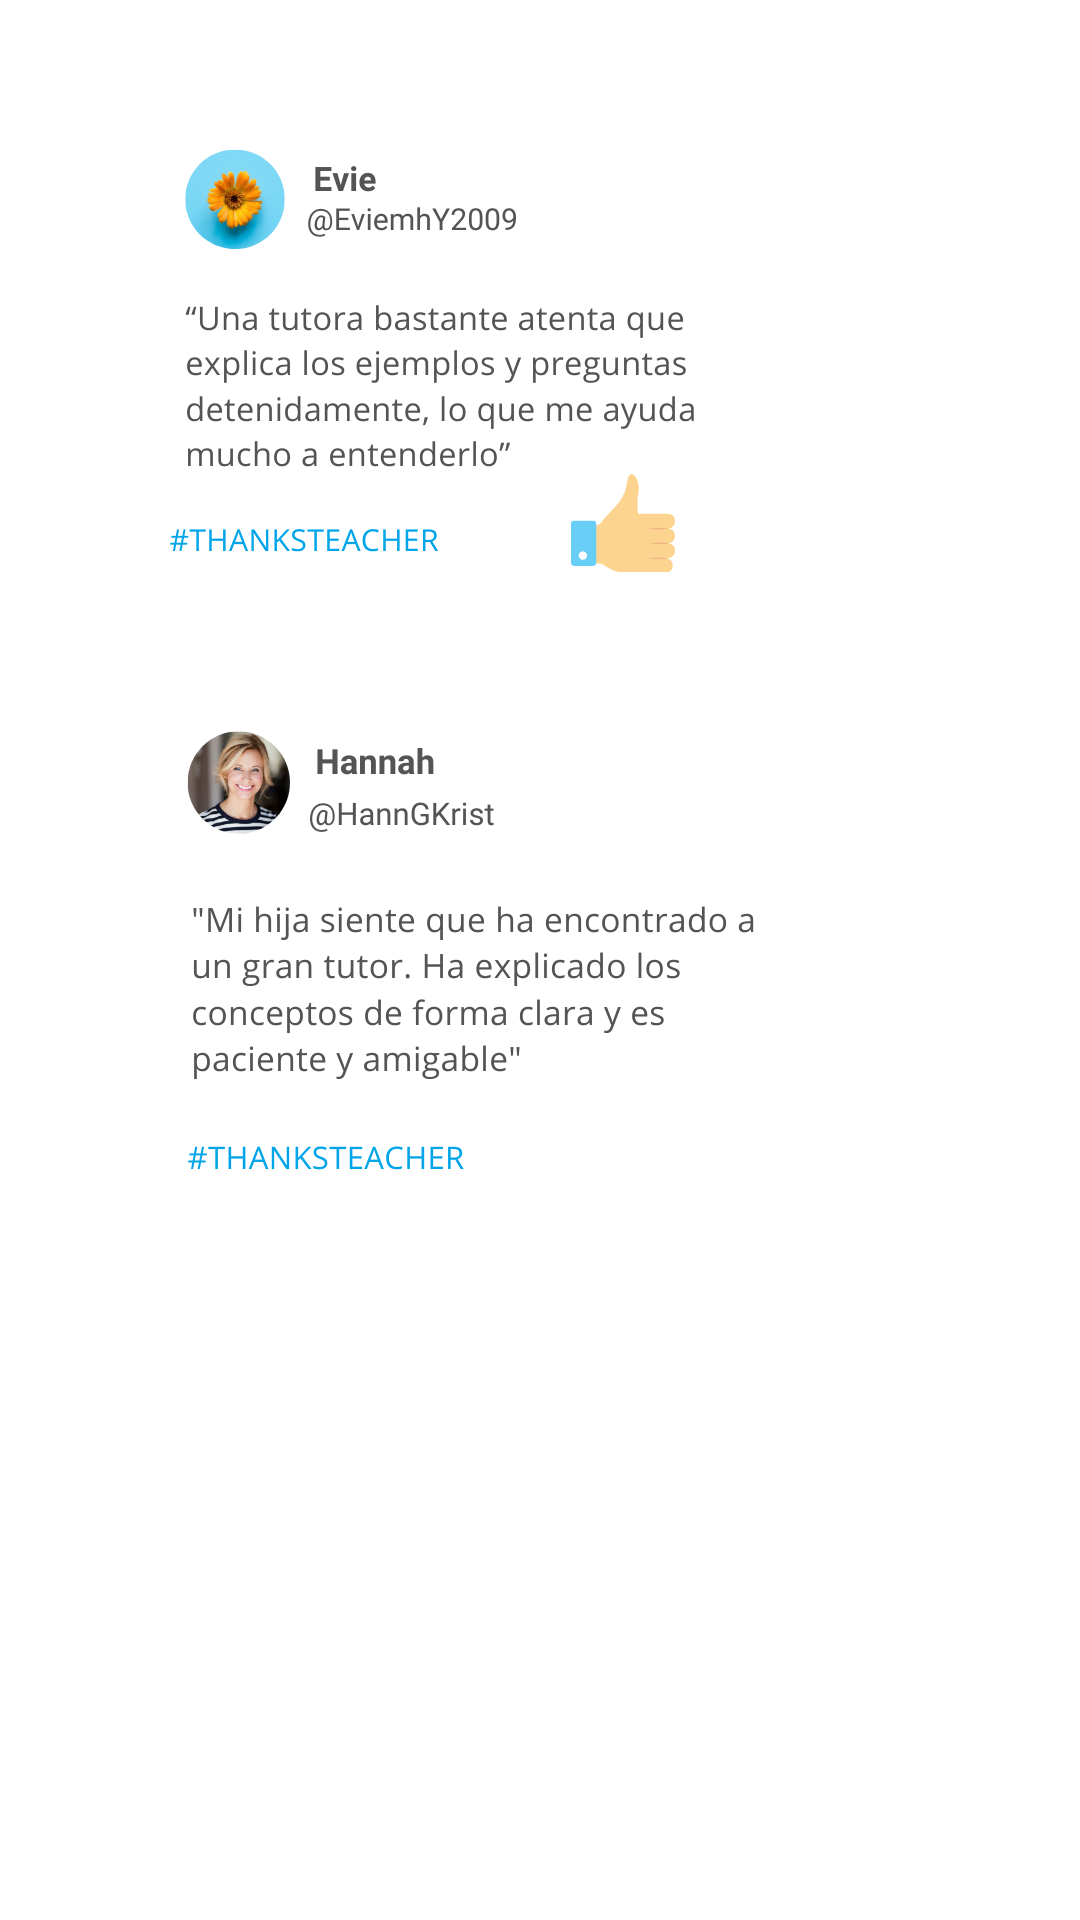 Evie
@EviemhY2009
“Una tutora bastante atenta que
explica los ejemplos y preguntas
detenidamente, lo que me ayuda
mucho a entenderlo”
#THANKSTEACHER
Hannah
@HannGKrist
"Mi hija siente que ha encontrado a
un gran tutor. Ha explicado los
conceptos de forma clara y es
paciente y amigable"
#THANKSTEACHER